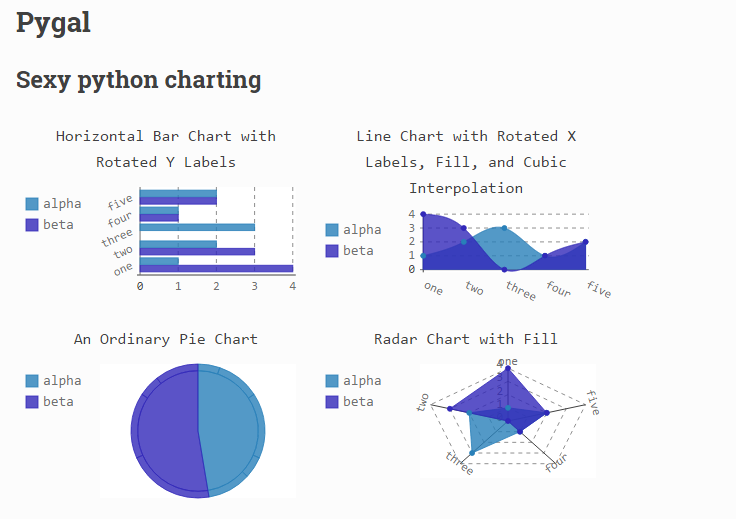 Pygal
Sexy python charting
Horizontal Bar Chart with
Rotated Y Labels
alpha
beta
five
four
three
two
one
0 1 2 3 4
Line Chart with Rotated X
Labels, Fill, and Cubic
Interpolation
alpha
beta
4
3
2
1
0
one two three four five
An Ordinary Pie Chart
alpha
beta
Radar Chart with Fill
alpha
beta
one
4
two
five
three
four